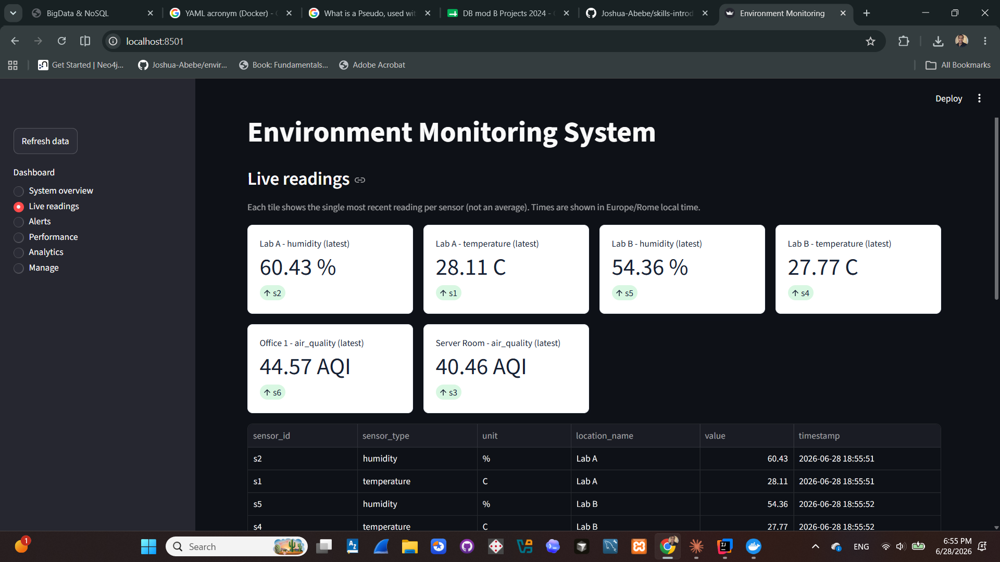 BigData & NoSQL
YAML acronym (Docker) -
What is a Pseudo, used wit
DB mod B Projects 2024 -
Joshua-Abebe/skills-introd
Environment Monitoring
localhost:8501
Get Started | Neo4j...
Joshua-Abebe/envir...
Book: Fundamentals...
Adobe Acrobat
All Bookmarks
Deploy
Refresh data
Dashboard
System overview
Live readings
Alerts
Performance
Analytics
Manage
Environment Monitoring System
Live readings
Each tile shows the single most recent reading per sensor (not an average). Times are shown in Europe/Rome local time.
Lab A - humidity (latest)
60.43 %
↑ s2
Lab A - temperature (latest)
28.11 C
↑ s1
Lab B - humidity (latest)
54.36 %
↑ s5
Lab B - temperature (latest)
27.77 C
↑ s4
Office 1 - air_quality (latest)
44.57 AQI
↑ s6
Server Room - air_quality (latest)
40.46 AQI
↑ s3
sensor_id sensor_type unit location_name value timestamp
s2 humidity % Lab A 60.43 2026-06-28 18:55:51
s1 temperature C Lab A 28.11 2026-06-28 18:55:51
s5 humidity % Lab B 54.36 2026-06-28 18:55:52
s4 temperature C Lab B 27.77 2026-06-28 18:55:52
1
Search
ENG
6:55 PM
6/28/2026